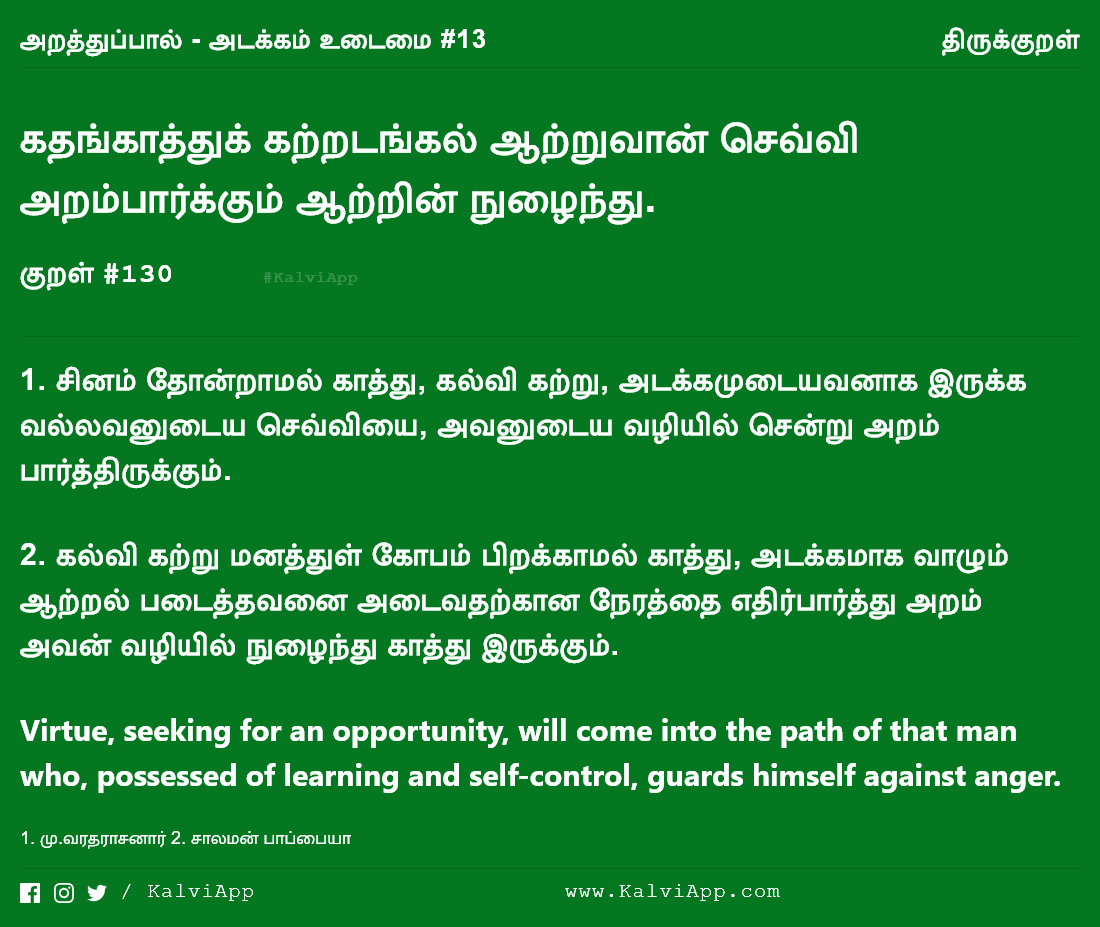 அறத்துப்பால் - அடக்கம் உடைமை #13
திருக்குறள்
கதங்காத்துக் கற்றடங்கல் ஆற்றுவான் செவ்வி
அறம்பார்க்கும் ஆற்றின் நுழைந்து.
குறள் #130
#KalviApp
1. சினம் தோன்றாமல் காத்து, கல்வி கற்று, அடக்கமுடையவனாக இருக்க
வல்லவனுடைய செவ்வியை, அவனுடைய வழியில் சென்று அறம்
பார்த்திருக்கும்.
2. கல்வி கற்று மனத்துள் கோபம் பிறக்காமல் காத்து, அடக்கமாக வாழும்
ஆற்றல் படைத்தவனை அடைவதற்கான நேரத்தை எதிர்பார்த்து அறம்
அவன் வழியில் நுழைந்து காத்து இருக்கும்.
Virtue, seeking for an opportunity, will come into the path of that man
who, possessed of learning and self-control, guards himself against anger.
1. மு.வரதராசனார் 2. சாலமன் பாப்பையா
/ KalviApp
www.KalviApp.com